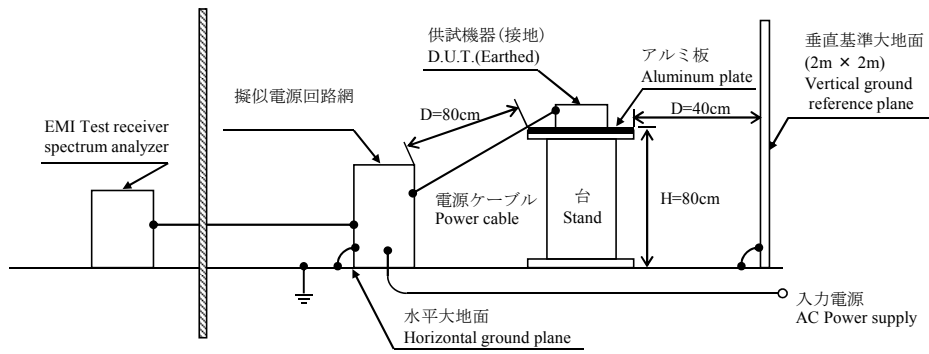 供試機器(接地)
D.U.T.(Earthed)
アルミ板
Aluminum plate
垂直基準大地面
(2m × 2m)
Vertical ground
reference plane
擬似電源回路網
D=80cm
D=40cm
EMI Test receiver
spectrum analyzer
電源ケーブル
Power cable
台
Stand
H=80cm
水平大地面
Horizontal ground plane
入力電源
AC Power supply